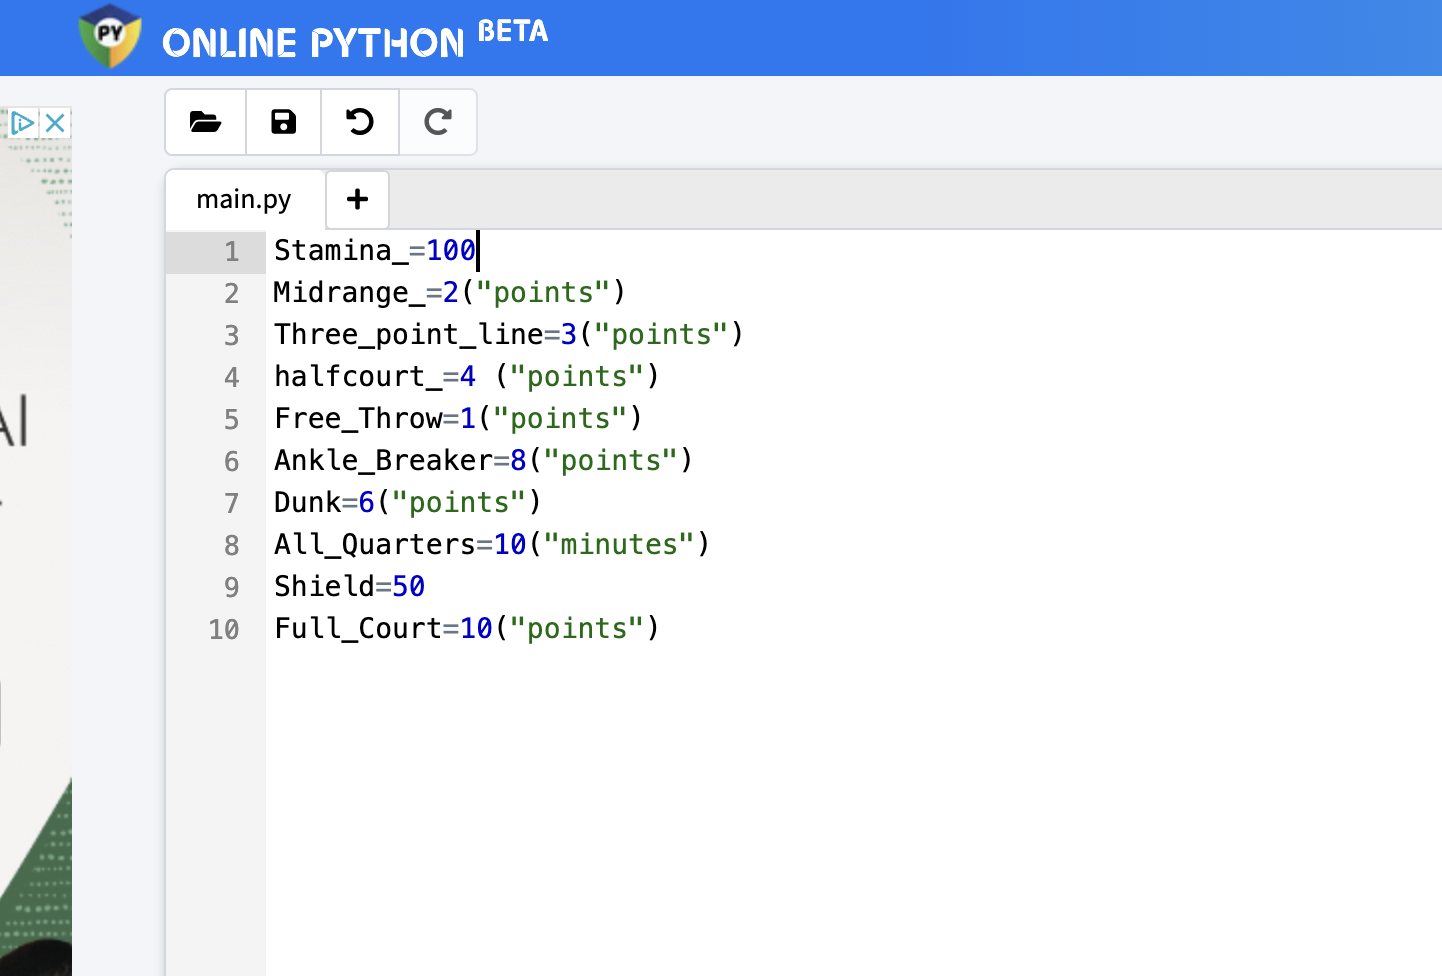 PY ONLINE PYTHON BETA
main.py +
1 Stamina_=100
2 Midrange_=2("points")
3 Three_point_line=3("points")
4 halfcourt_=4 ("points")
5 Free_Throw=1("points")
6 Ankle_Breaker=8("points")
7 Dunk=6("points")
8 All_Quarters=10("minutes")
9 Shield=50
10 Full_Court=10("points")
AI